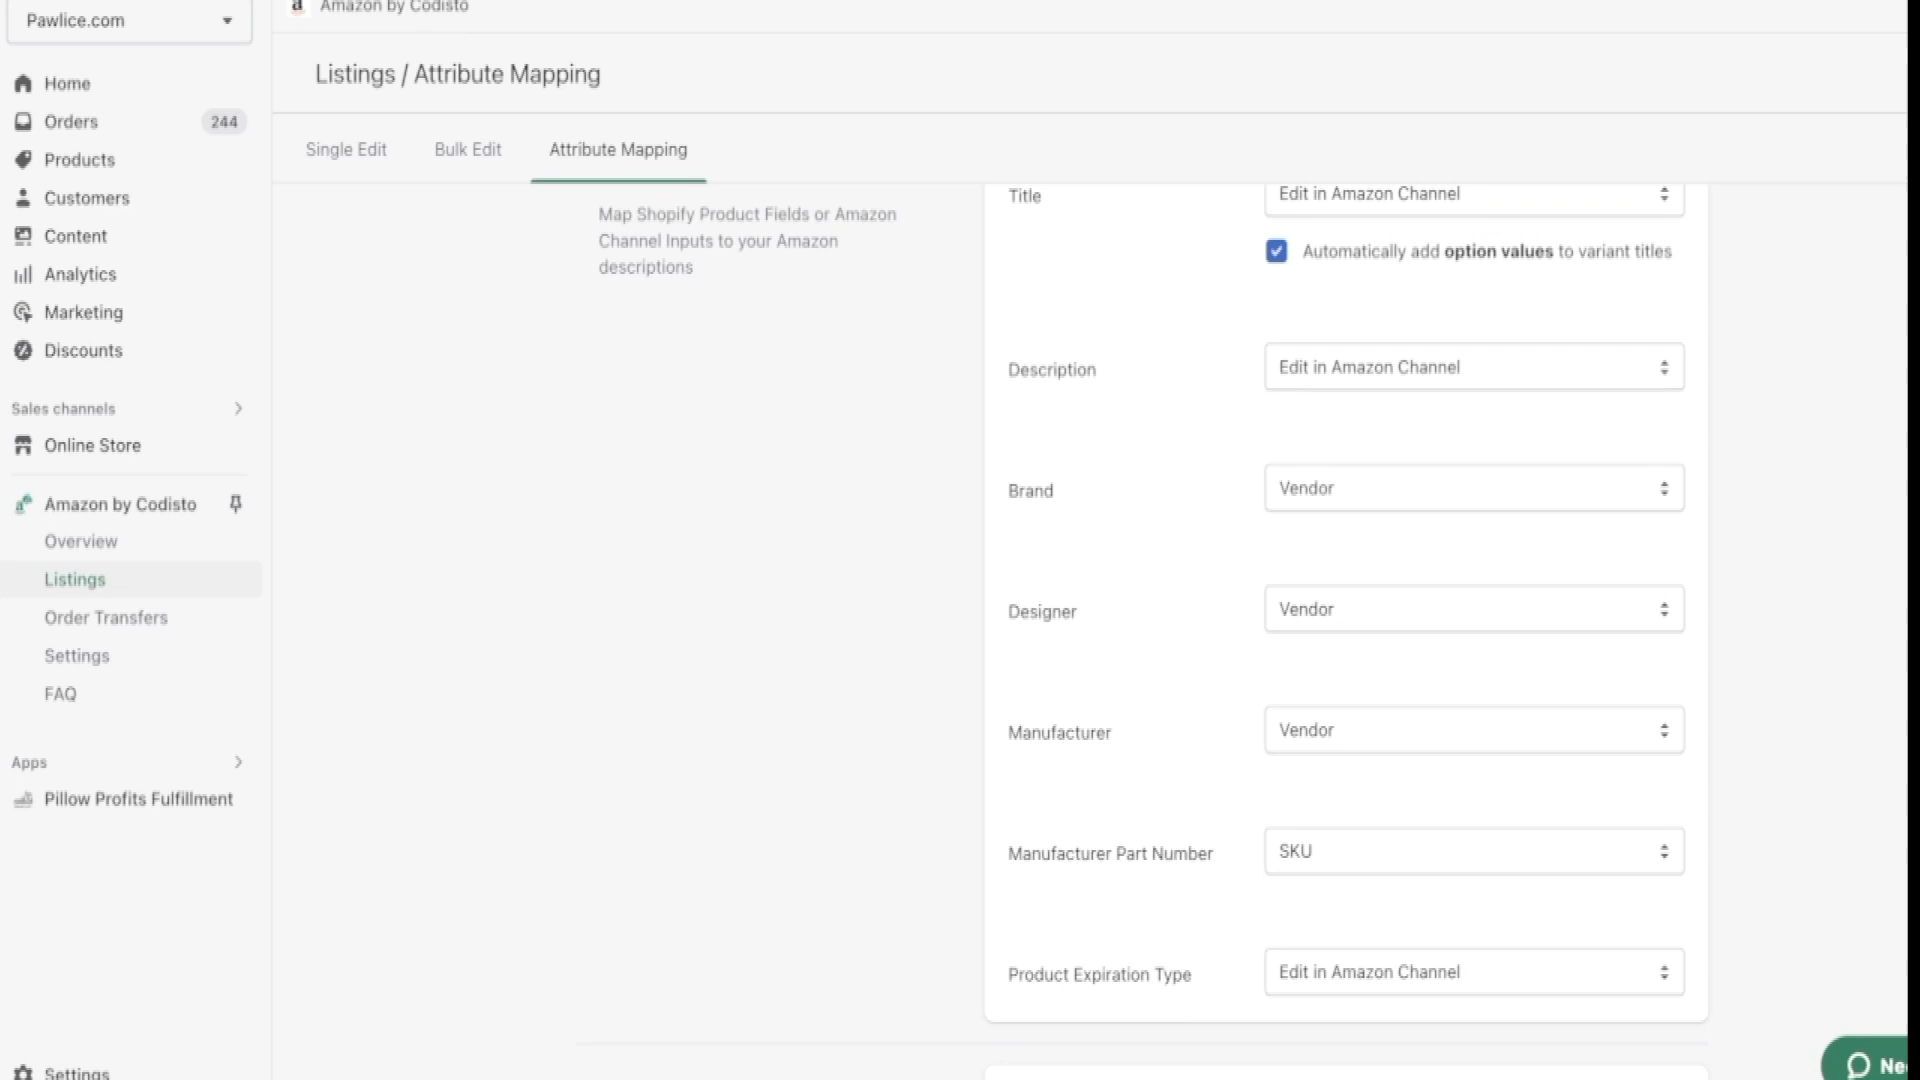 Pawlice.com
Amazon by Codisto
Listings / Attribute Mapping
Home
Orders 244
Products
Customers
Content
Analytics
Marketing
Discounts
Sales channels
Online Store
Amazon by Codisto
Overview
Listings
Order Transfers
Settings
FAQ
Apps
Pillow Profits Fulfillment
Settings
Single Edit Bulk Edit Attribute Mapping
Map Shopify Product Fields or Amazon
Channel Inputs to your Amazon
descriptions
Title Edit in Amazon Channel
Automatically add option values to variant titles
Description Edit in Amazon Channel
Brand Vendor
Designer Vendor
Manufacturer Vendor
Manufacturer Part Number SKU
Product Expiration Type Edit in Amazon Channel